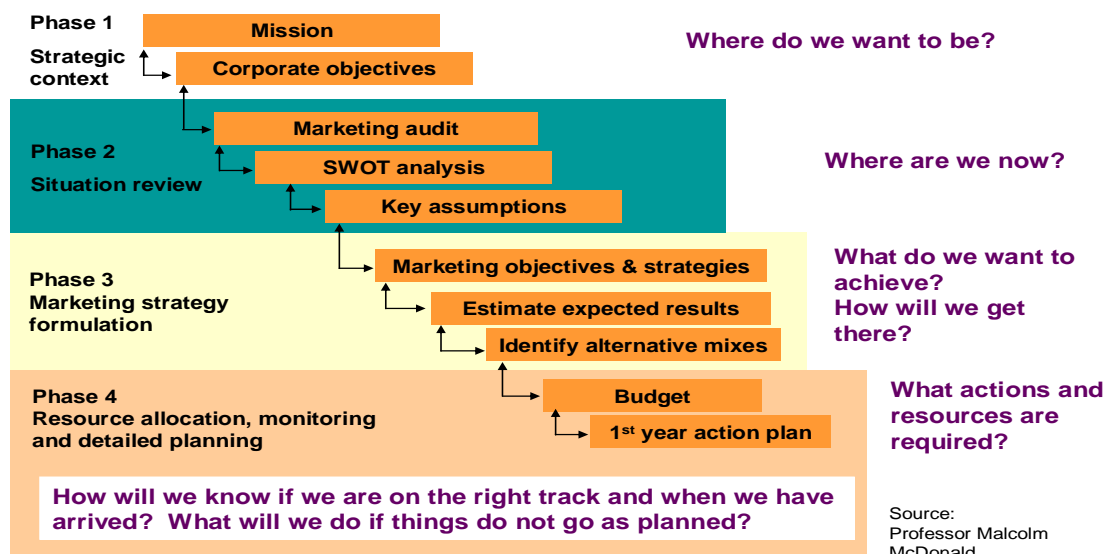 Phase 1
Strategic
context
Mission
Corporate objectives
Where do we want to be?
Phase 2
Situation review
Marketing audit
SWOT analysis
Key assumptions
Where are we now?
Phase 3
Marketing strategy
formulation
Marketing objectives & strategies
Estimate expected results
Identify alternative mixes
What do we want to
achieve?
How will we get
there?
Phase 4
Resource allocation, monitoring
and detailed planning
Budget
1st year action plan
What actions and
resources are
required?
How will we know if we are on the right track and when we have
arrived? What will we do if things do not go as planned?
Source:
Professor Malcolm
McDonald